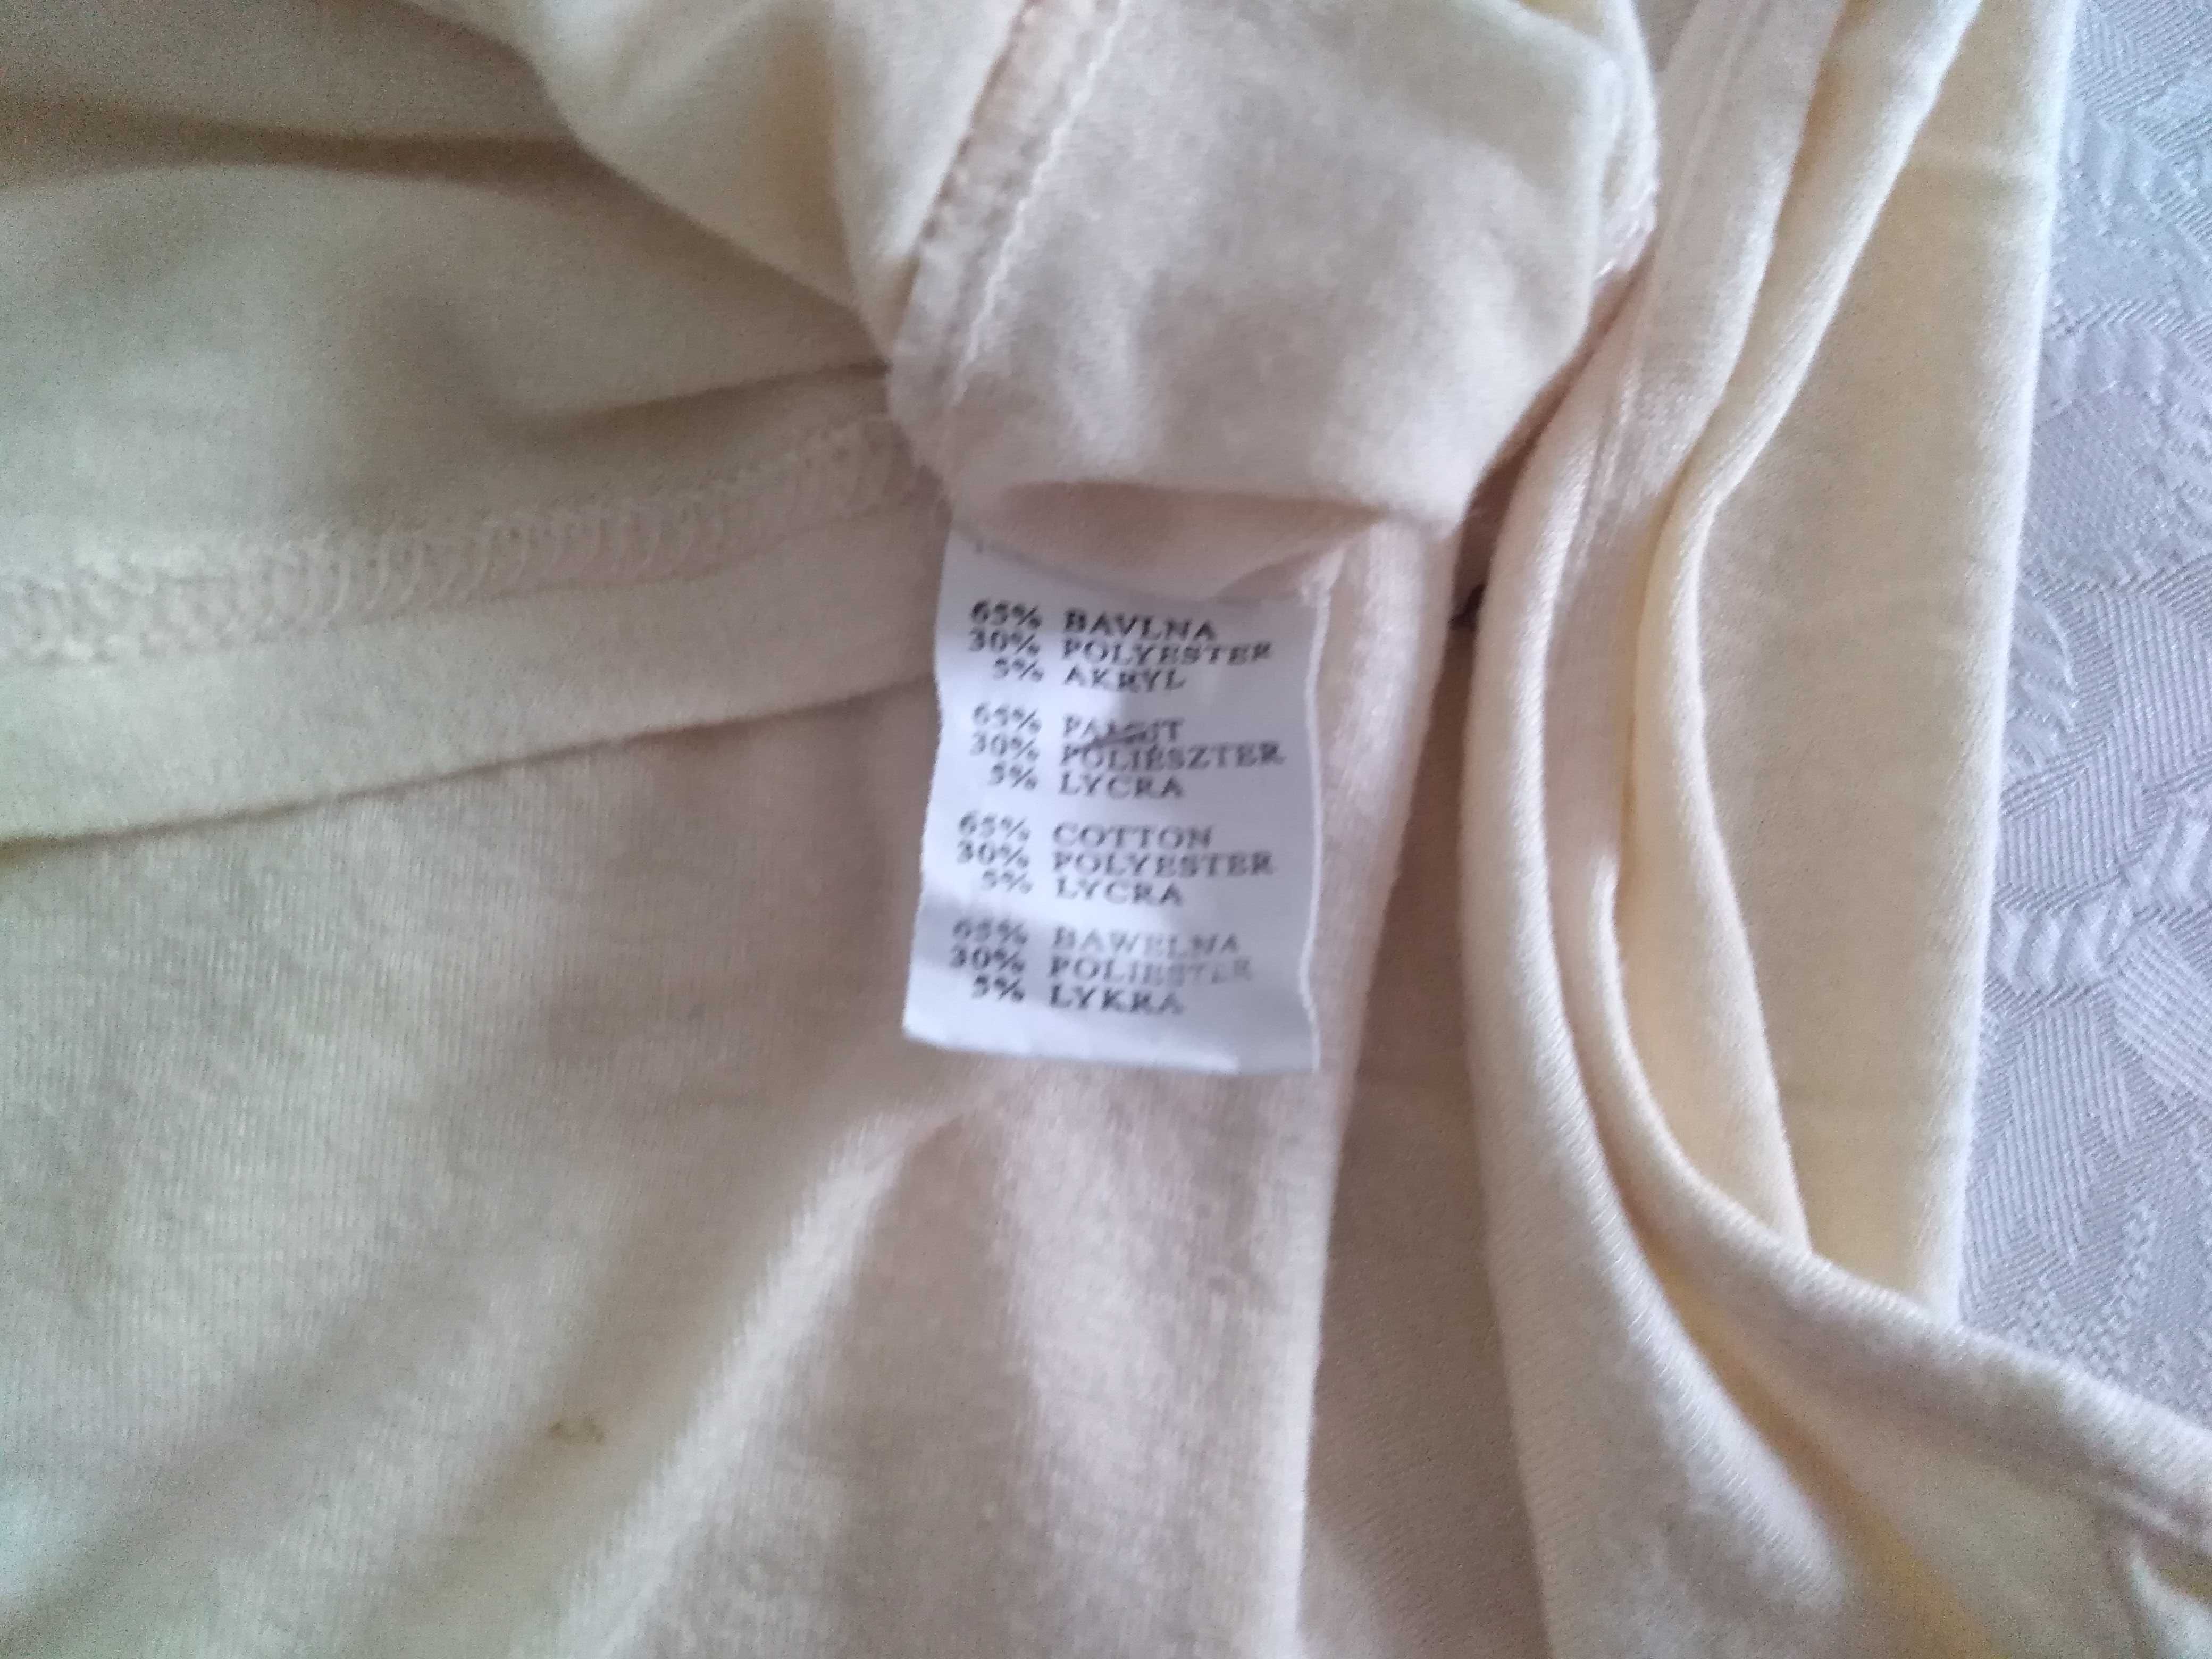 65% BAVLNA
30% POLYESTER
5% AKRYL
65% PAMUT
30% POLIÉSZTER
5% LYCRA
65% COTTON
30% POLYESTER
5% LYCRA
65% BAWELNA
30% POLIESTER
5% LYKRA